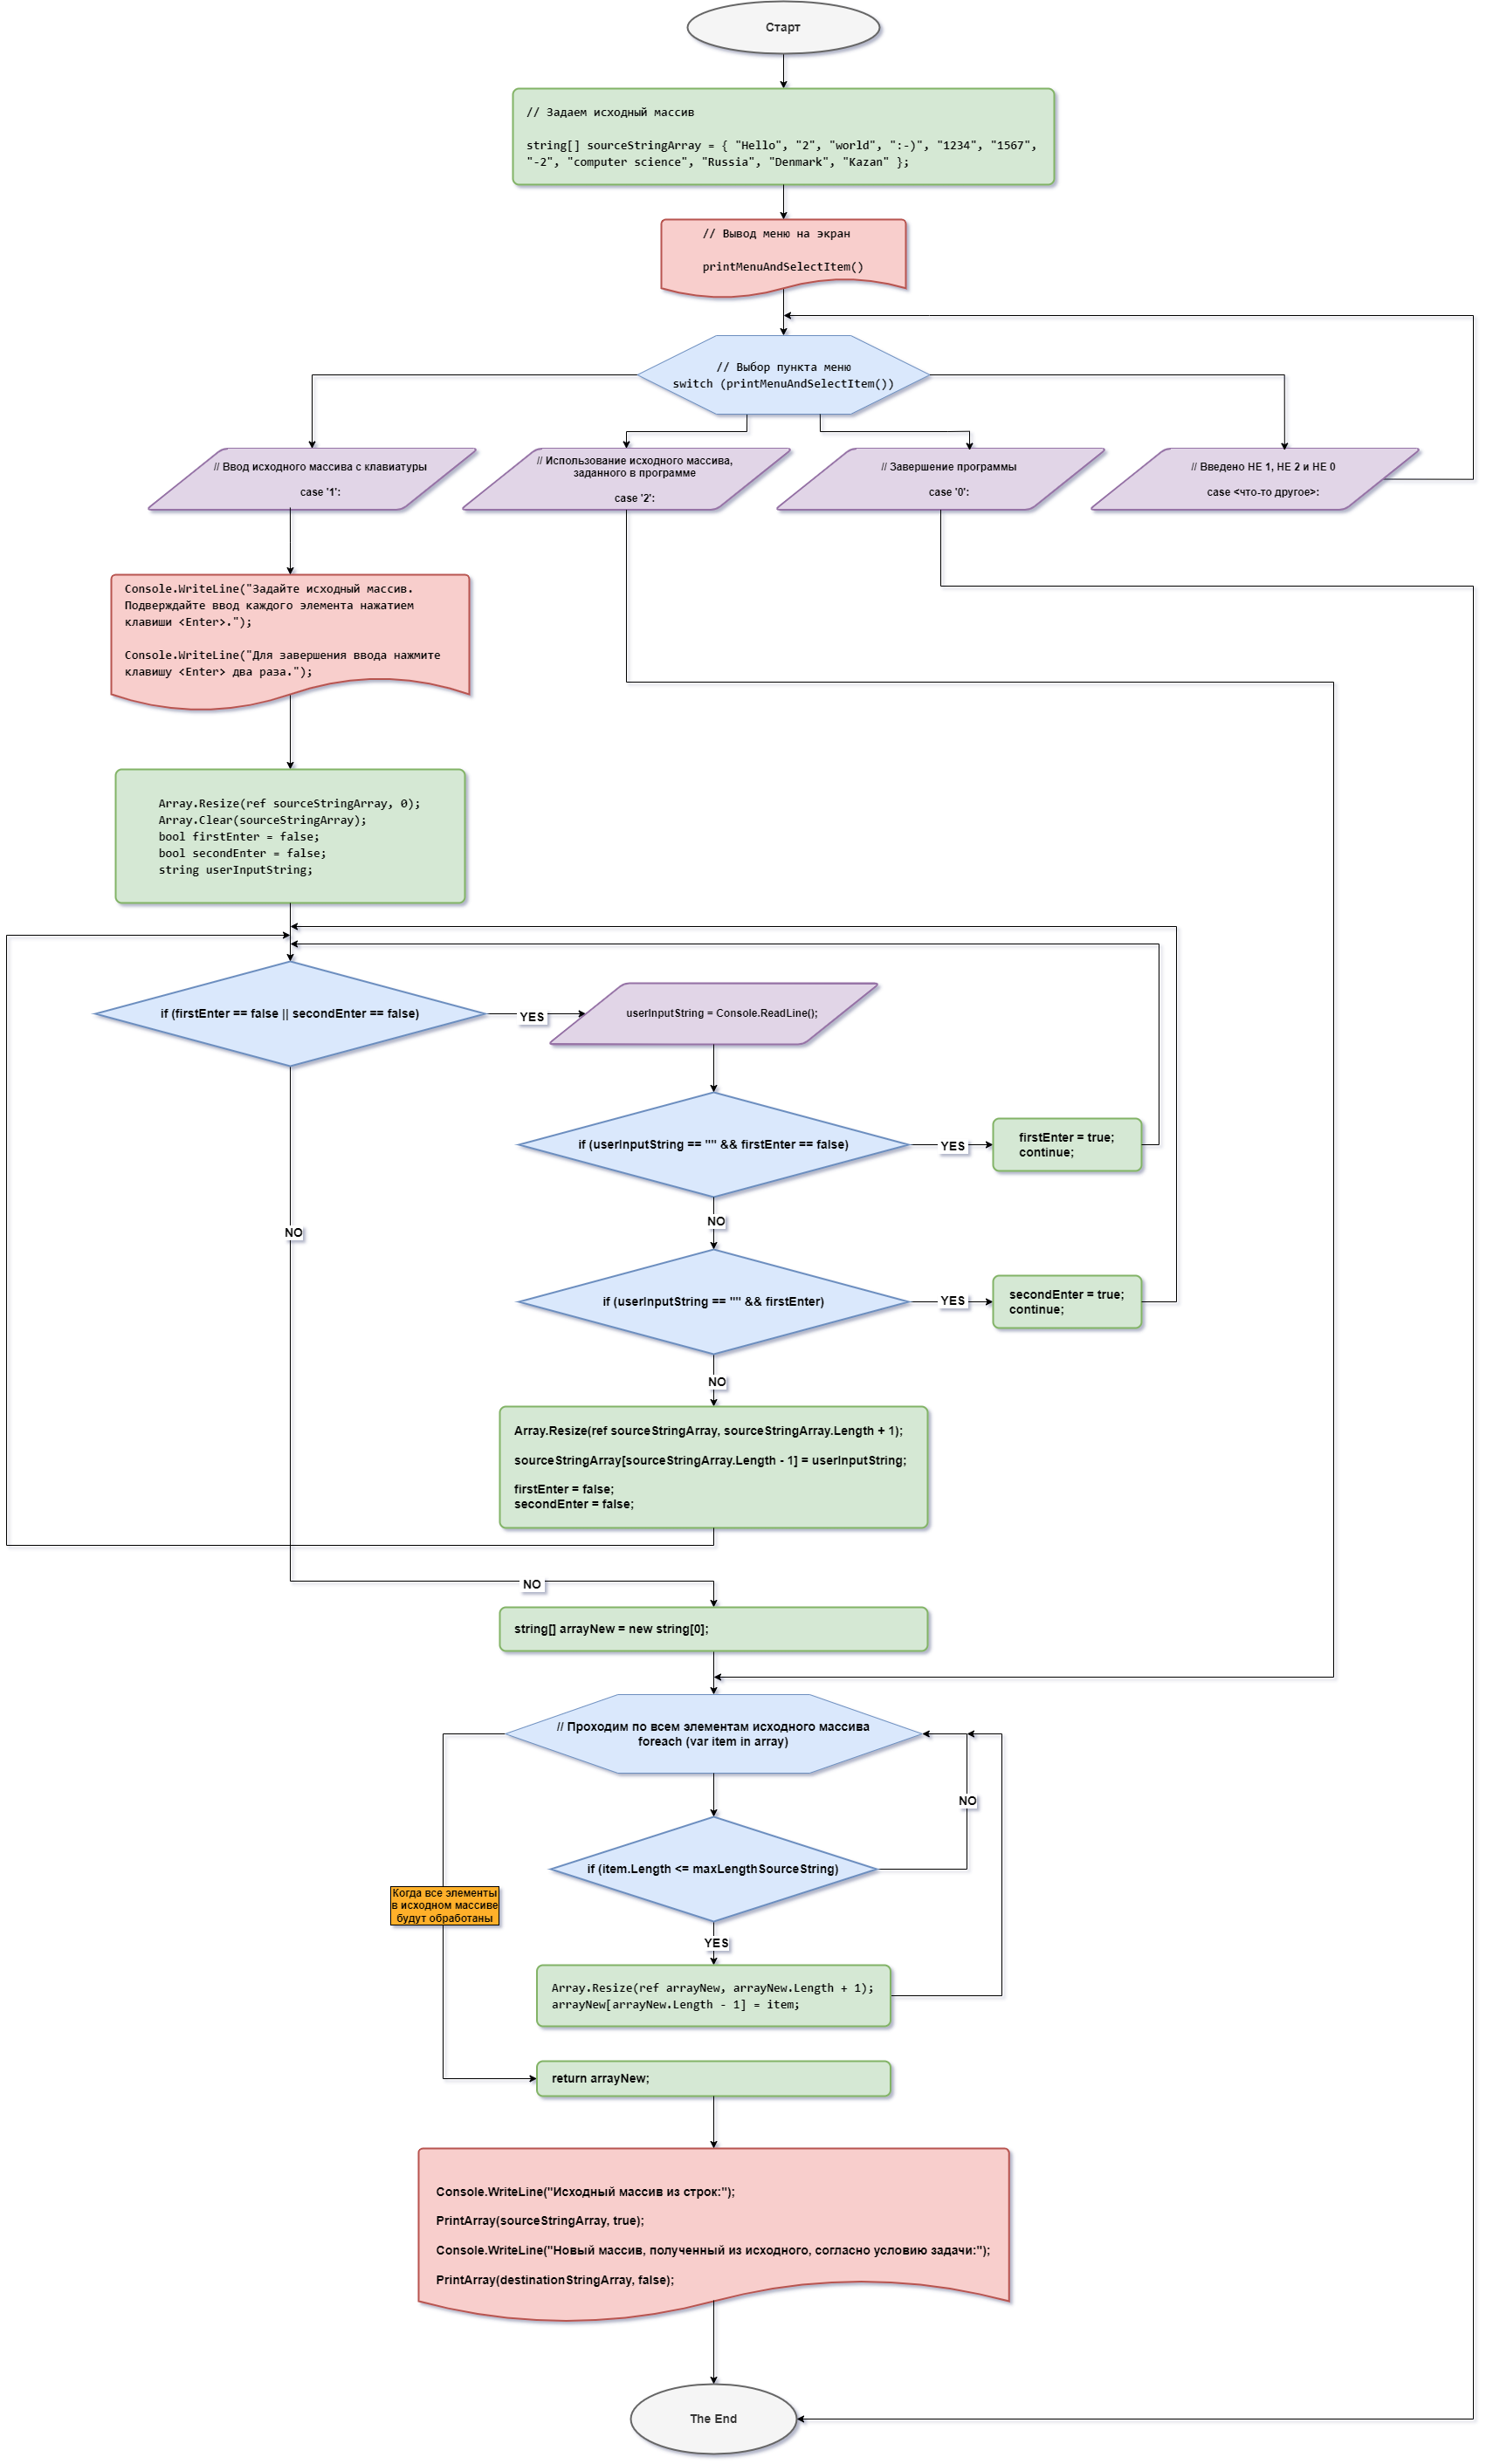 Старт
// Задаем исходный массив
string[] sourceStringArray = { "Hello", "2", "world", ":-)", "1234", "1567",
"-2", "computer science", "Russia", "Denmark", "Kazan" };
// Вывод меню на экран
printMenuAndSelectItem()
// Выбор пункта меню
switch (printMenuAndSelectItem())
// Ввод исходного массива с клавиатуры
case '1':
// Использование исходного массива,
заданного в программе
case '2':
// Завершение программы
case '0':
// Введено НЕ 1, НЕ 2 и НЕ 0
case <что-то другое>:
Console.WriteLine("Задайте исходный массив.
Подверждайте ввод каждого элемента нажатием
клавиши <Enter>.");
Console.WriteLine("Для завершения ввода нажмите
клавишу <Enter> два раза.");
Array.Resize(ref sourceStringArray, 0);
Array.Clear(sourceStringArray);
bool firstEnter = false;
bool secondEnter = false;
string userInputString;
if (firstEnter == false || secondEnter == false)
YES
userInputString = Console.ReadLine();
if (userInputString == "" && firstEnter == false)
YES
firstEnter = true;
continue;
NO
NO
if (userInputString == "" && firstEnter)
YES
secondEnter = true;
continue;
NO
Array.Resize(ref sourceStringArray, sourceStringArray.Length + 1);
sourceStringArray[sourceStringArray.Length - 1] = userInputString;
firstEnter = false;
secondEnter = false;
NO
string[] arrayNew = new string[0];
// Проходим по всем элементам исходного массива
foreach (var item in array)
NO
if (item.Length <= maxLengthSourceString)
Когда все элементы
в исходном массиве
будут обработаны
YES
Array.Resize(ref arrayNew, arrayNew.Length + 1);
arrayNew[arrayNew.Length - 1] = item;
return arrayNew;
Console.WriteLine("Исходный массив из строк:");
PrintArray(sourceStringArray, true);
Console.WriteLine("Новый массив, полученный из исходного, согласно условию задачи:");
PrintArray(destinationStringArray, false);
The End